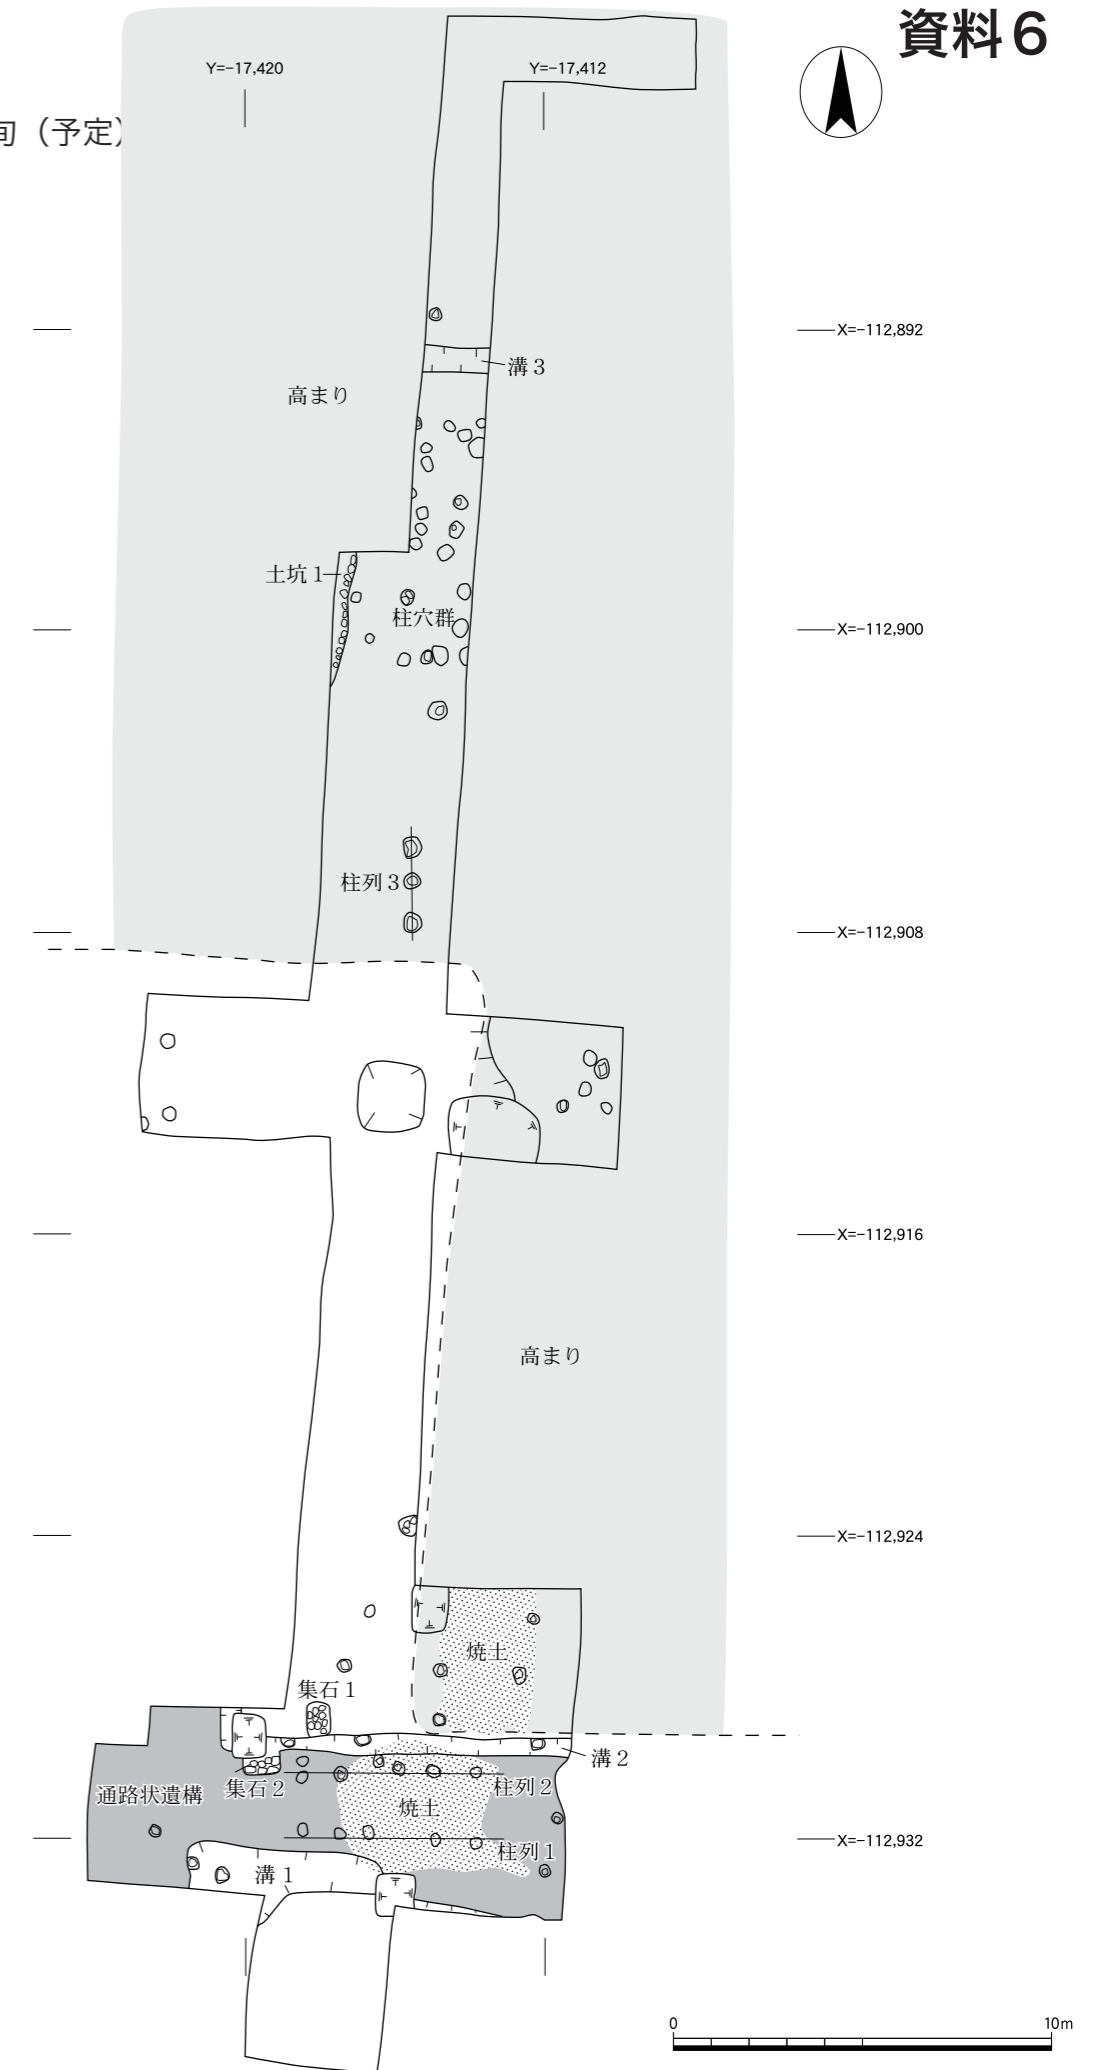 資料６
Y=−17,420
Y=−17,412
旬（予定）
X=−112,892
溝３
高まり
土坑１
柱穴群
X=−112,900
柱列３
X=−112,908
X=−112,916
高まり
X=−112,924
焼土
集石１
溝２
通路状遺構
集石２
柱列２
焼土
X=−112,932
柱列１
溝１
0
10m